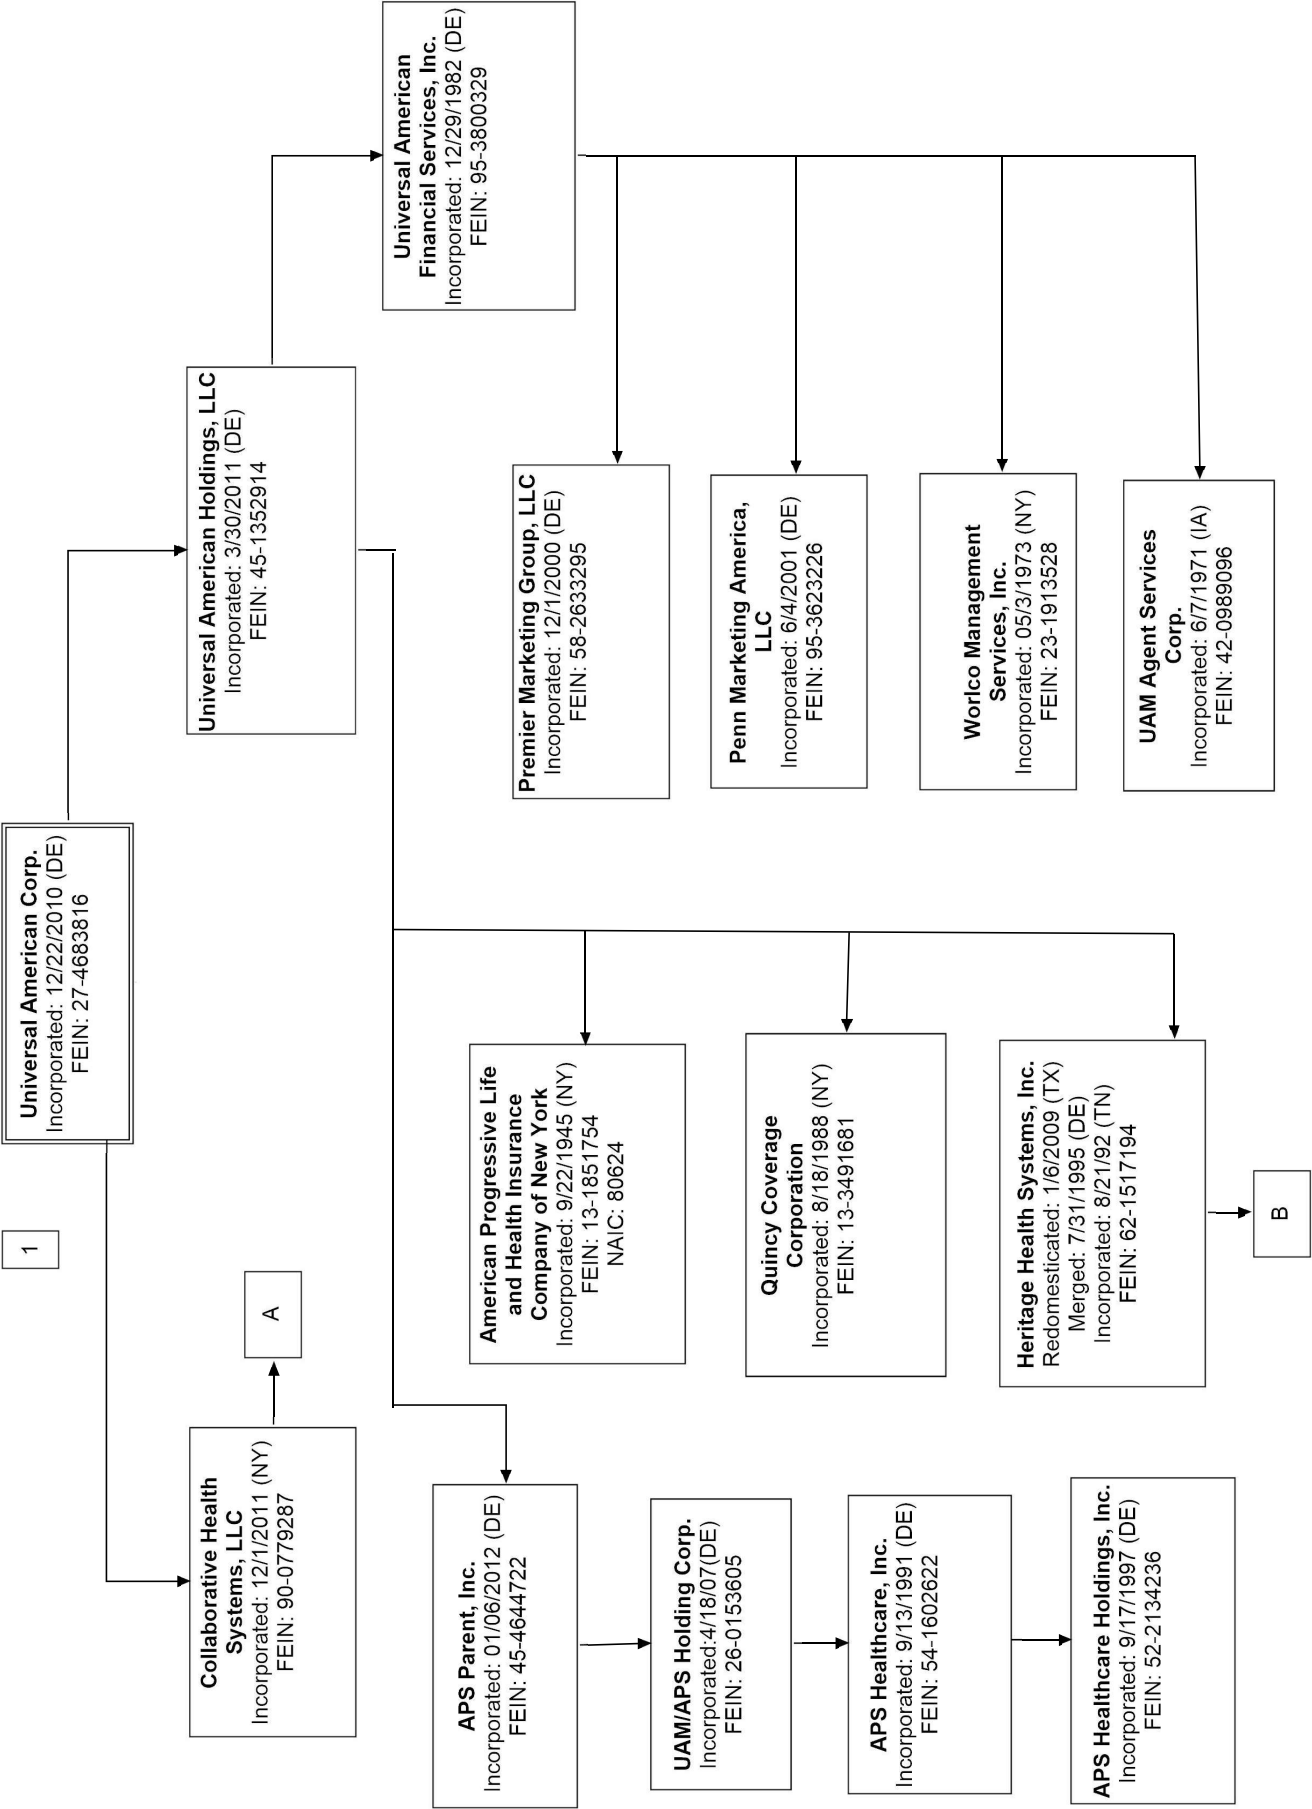 1
Universal American Corp.
Incorporated: 12/22/2010 (DE)
FEIN: 27-4683816
Collaborative Health
Systems, LLC
Incorporated: 12/1/2011 (NY)
FEIN: 90-0779287
A
Universal American Holdings, LLC
Incorporated: 3/30/2011 (DE)
FEIN: 45-1352914
Universal American
Financial Services, Inc.
Incorporated: 12/29/1982 (DE)
FEIN: 95-3800329
APS Parent, Inc.
Incorporated: 01/06/2012 (DE)
FEIN: 45-4644722
UAM/APS Holding Corp.
Incorporated:4/18/07(DE)
FEIN: 26-0153605
APS Healthcare, Inc.
Incorporated: 9/13/1991 (DE)
FEIN: 54-1602622
APS Healthcare Holdings, Inc.
Incorporated: 9/17/1997 (DE)
FEIN: 52-2134236
American Progressive Life
and Health Insurance
Company of New York
Incorporated: 9/22/1945 (NY)
FEIN: 13-1851754
NAIC: 80624
Quincy Coverage
Corporation
Incorporated: 8/18/1988 (NY)
FEIN: 13-3491681
Heritage Health Systems, Inc.
Redomesticated: 1/6/2009 (TX)
Merged: 7/31/1995 (DE)
Incorporated: 8/21/92 (TN)
FEIN: 62-1517194
B
Premier Marketing Group, LLC
Incorporated: 12/1/2000 (DE)
FEIN: 58-2633295
Penn Marketing America,
LLC
Incorporated: 6/4/2001 (DE)
FEIN: 95-3623226
Worlco Management
Services, Inc.
Incorporated: 05/3/1973 (NY)
FEIN: 23-1913528
UAM Agent Services
Corp.
Incorporated: 6/7/1971 (IA)
FEIN: 42-0989096